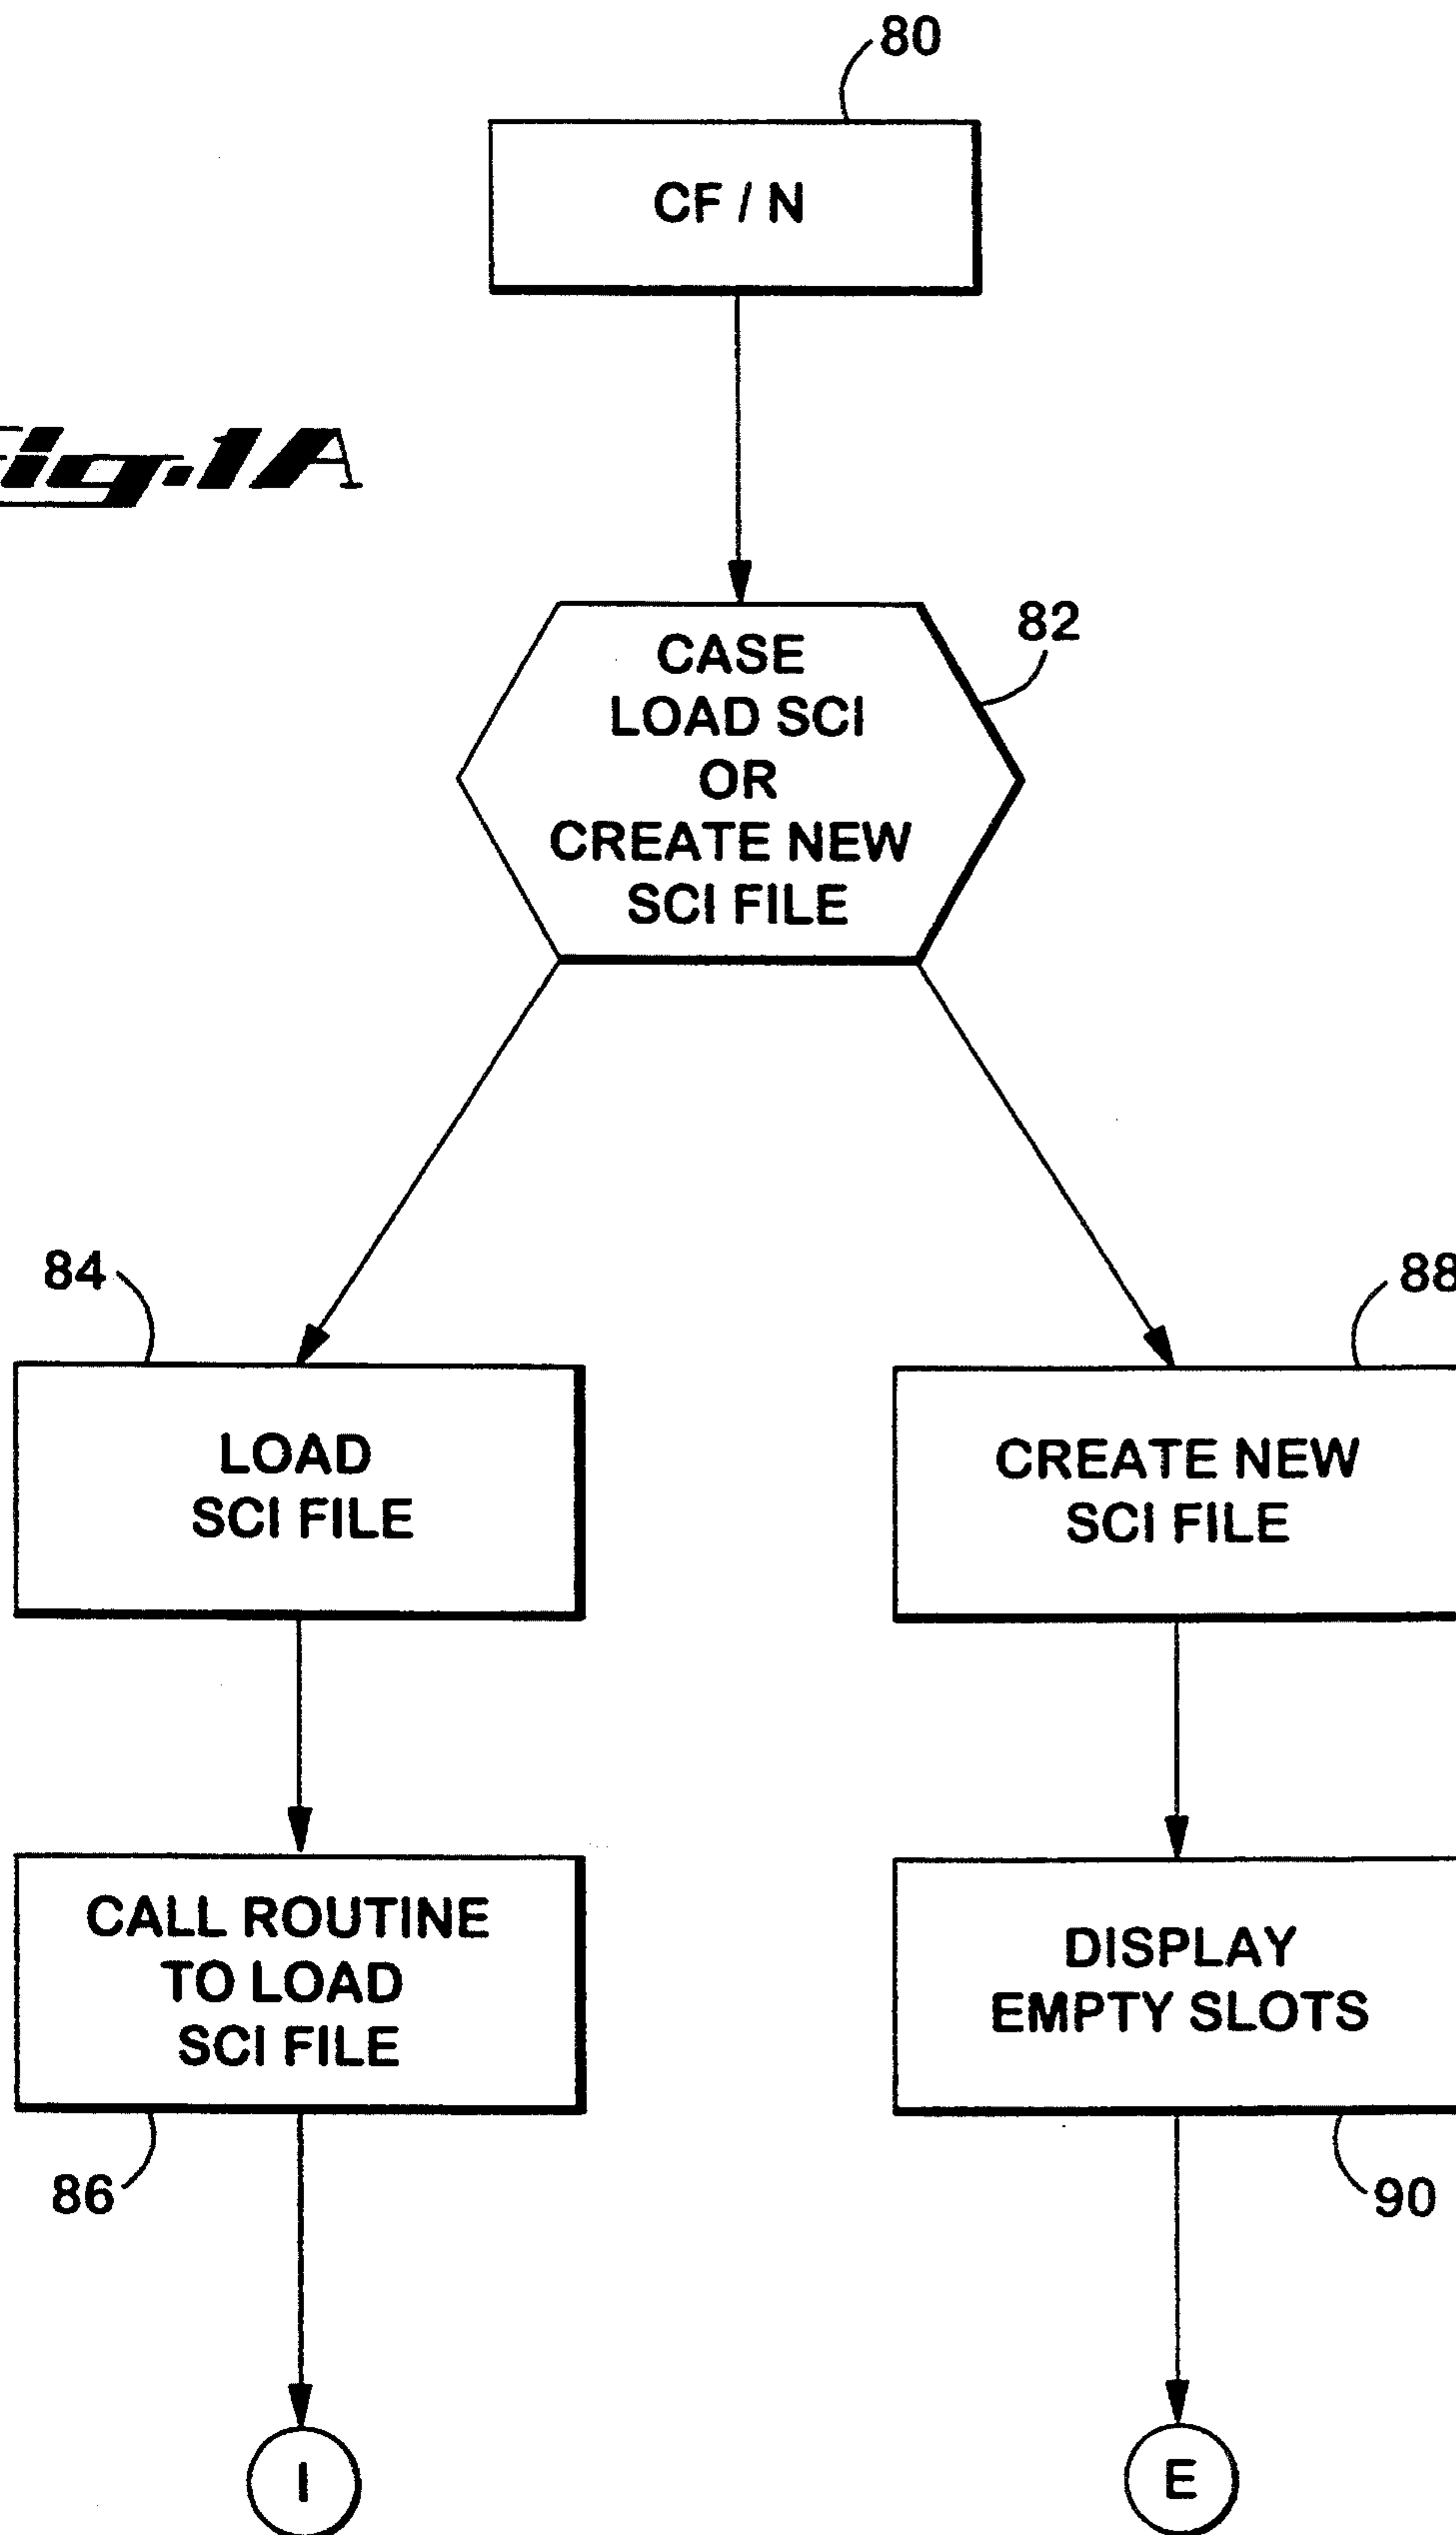 80
CF / N
Fig.1A
82
CASE
LOAD SCI
OR
CREATE NEW
SCI FILE
84
88
LOAD
SCI FILE
CREATE NEW
SCI FILE
CALL ROUTINE
TO LOAD
SCI FILE
DISPLAY
EMPTY SLOTS
86
90
I
E